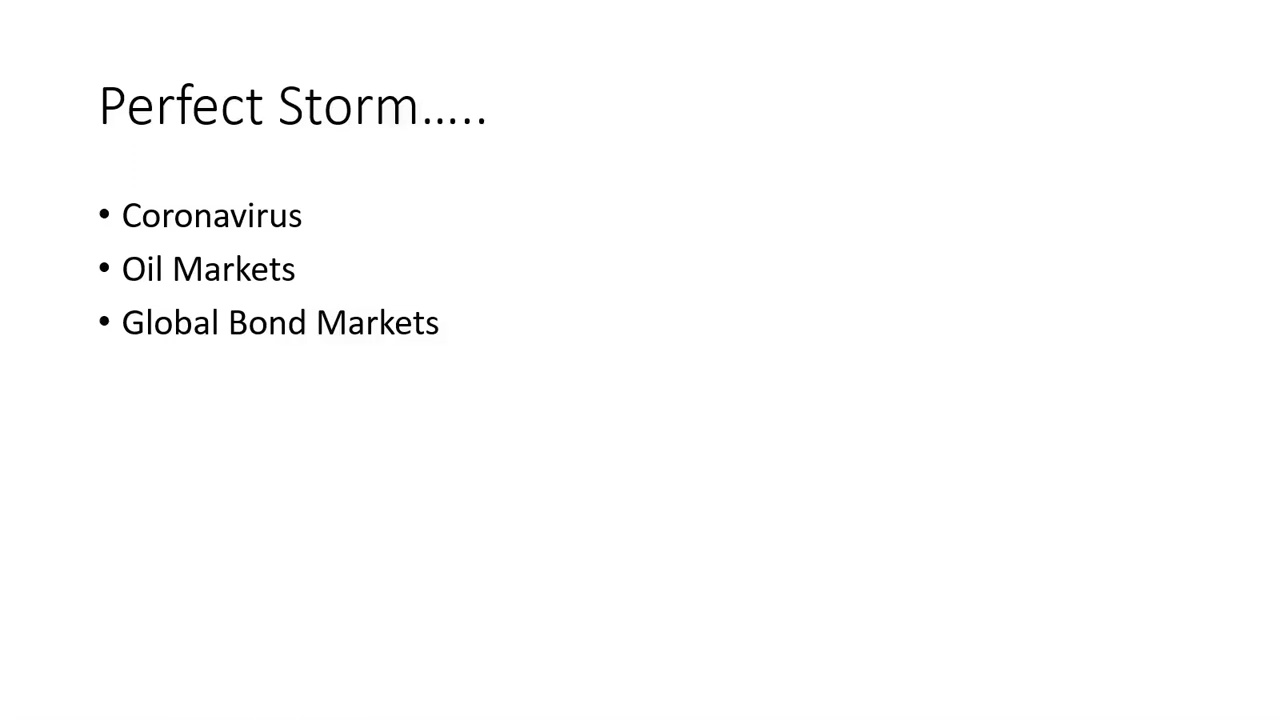 Perfect Storm…..
• Coronavirus
• Oil Markets
• Global Bond Markets